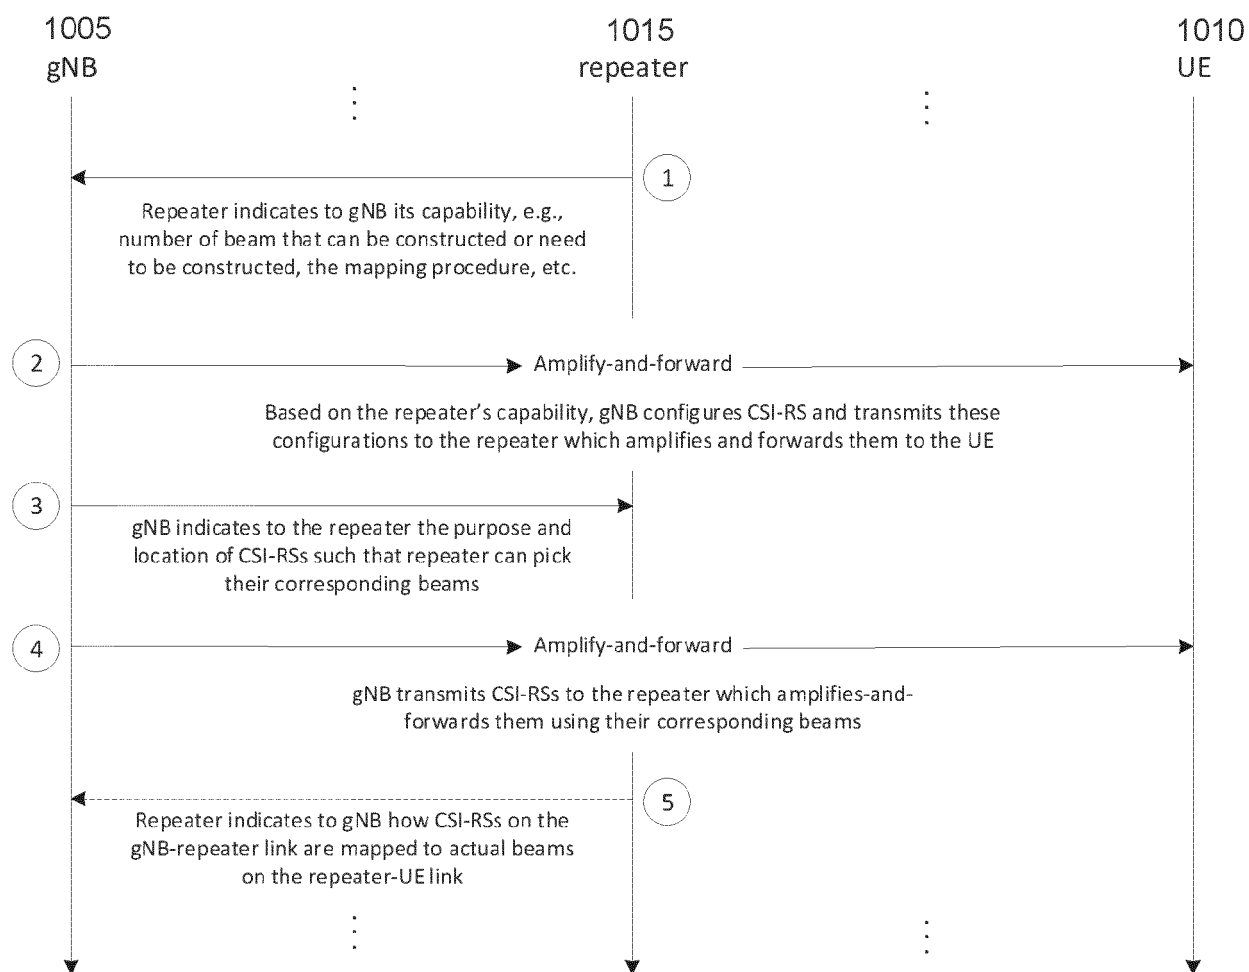 1005
gNB
1015
repeater
1010
UE
1
Repeater indicates to gNB its capability, e.g.,
number of beam that can be constructed or need
to be constructed, the mapping procedure, etc.
2
Amplify-and-forward
Based on the repeater's capability, gNB configures CSI-RS and transmits these
configurations to the repeater which amplifies and forwards them to the UE
3
gNB indicates to the repeater the purpose and
location of CSI-RSs such that repeater can pick
their corresponding beams
4
Amplify-and-forward
gNB transmits CSI-RSs to the repeater which amplifies-and-
forwards them using their corresponding beams
5
Repeater indicates to gNB how CSI-RSs on the
gNB-repeater link are mapped to actual beams
on the repeater-UE link